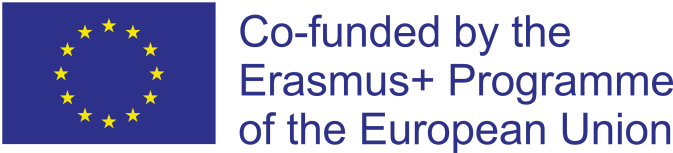 Co-funded by the
Erasmus+ Programme
of the European Union